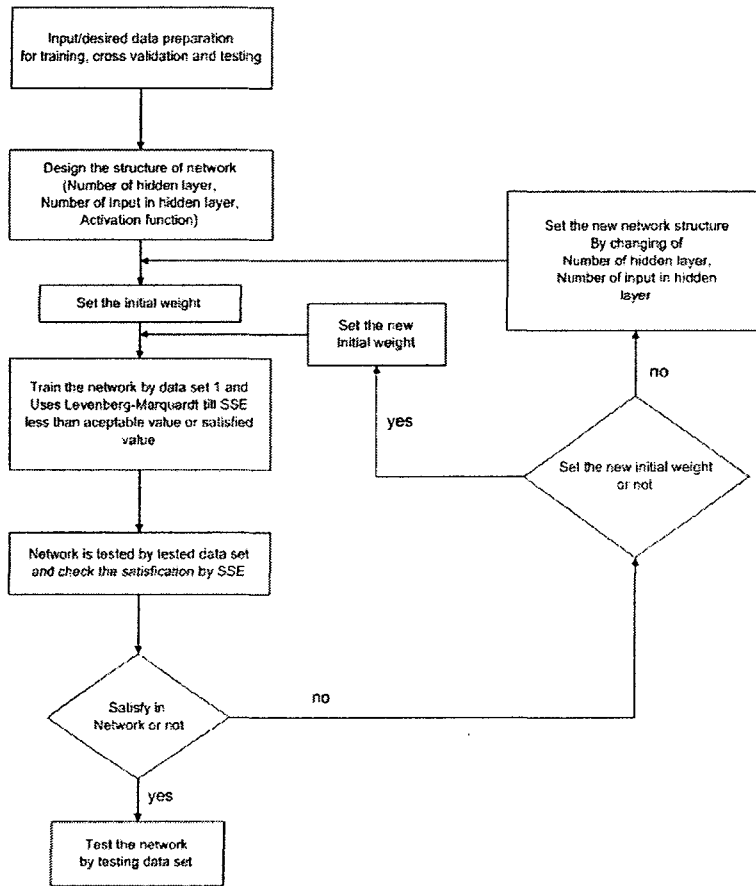 Input/desired data preparation
for training, cross validation and testing
Design the structure of network
(Number of hidden layer,
Number of Input in hidden layer,
Activation function)
Set the initial weight
Set the new
Initial weight
Set the new network structure
By changing of
Number of hidden layer,
Number of input in hidden
layer
Train the network by data set 1 and
Uses Levenberg-Marquardt till SSE
less than aceptable value or satisfied
value
yes
no
Set the new initial weight
or not
Network is tested by tested data set
and check the satisfaction by SSE
Satisfy in
Network or not
no
yes
Test the network
by testing data set